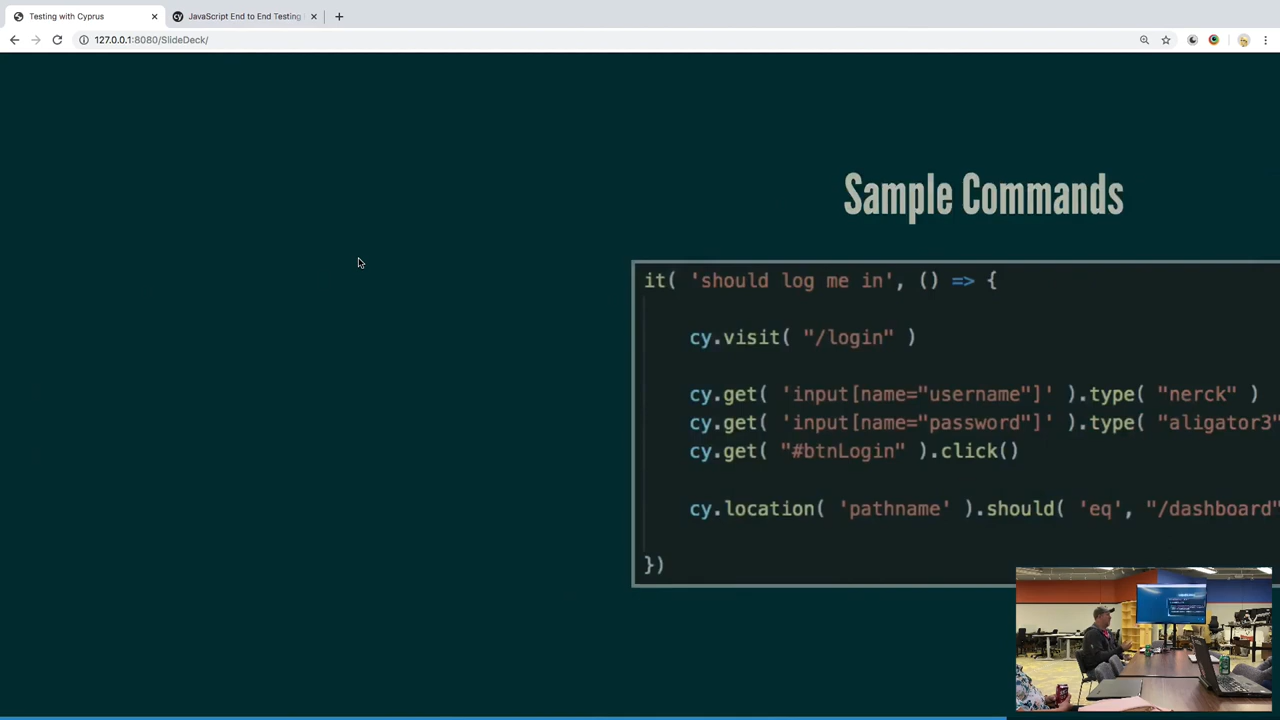 Testing with Cyprus
JavaScript End to End Testing
127.0.0.1:8080/SlideDeck/
Sample Commands
it( 'should log me in', () => {
cy.visit( "/login" )
cy.get( 'input[name="username"]' ).type( "nerck" )
cy.get( 'input[name="password"]' ).type( "aligator3"
cy.get( "#btnLogin" ).click()
cy.location( 'pathname' ).should( 'eq', "/dashboard"
})